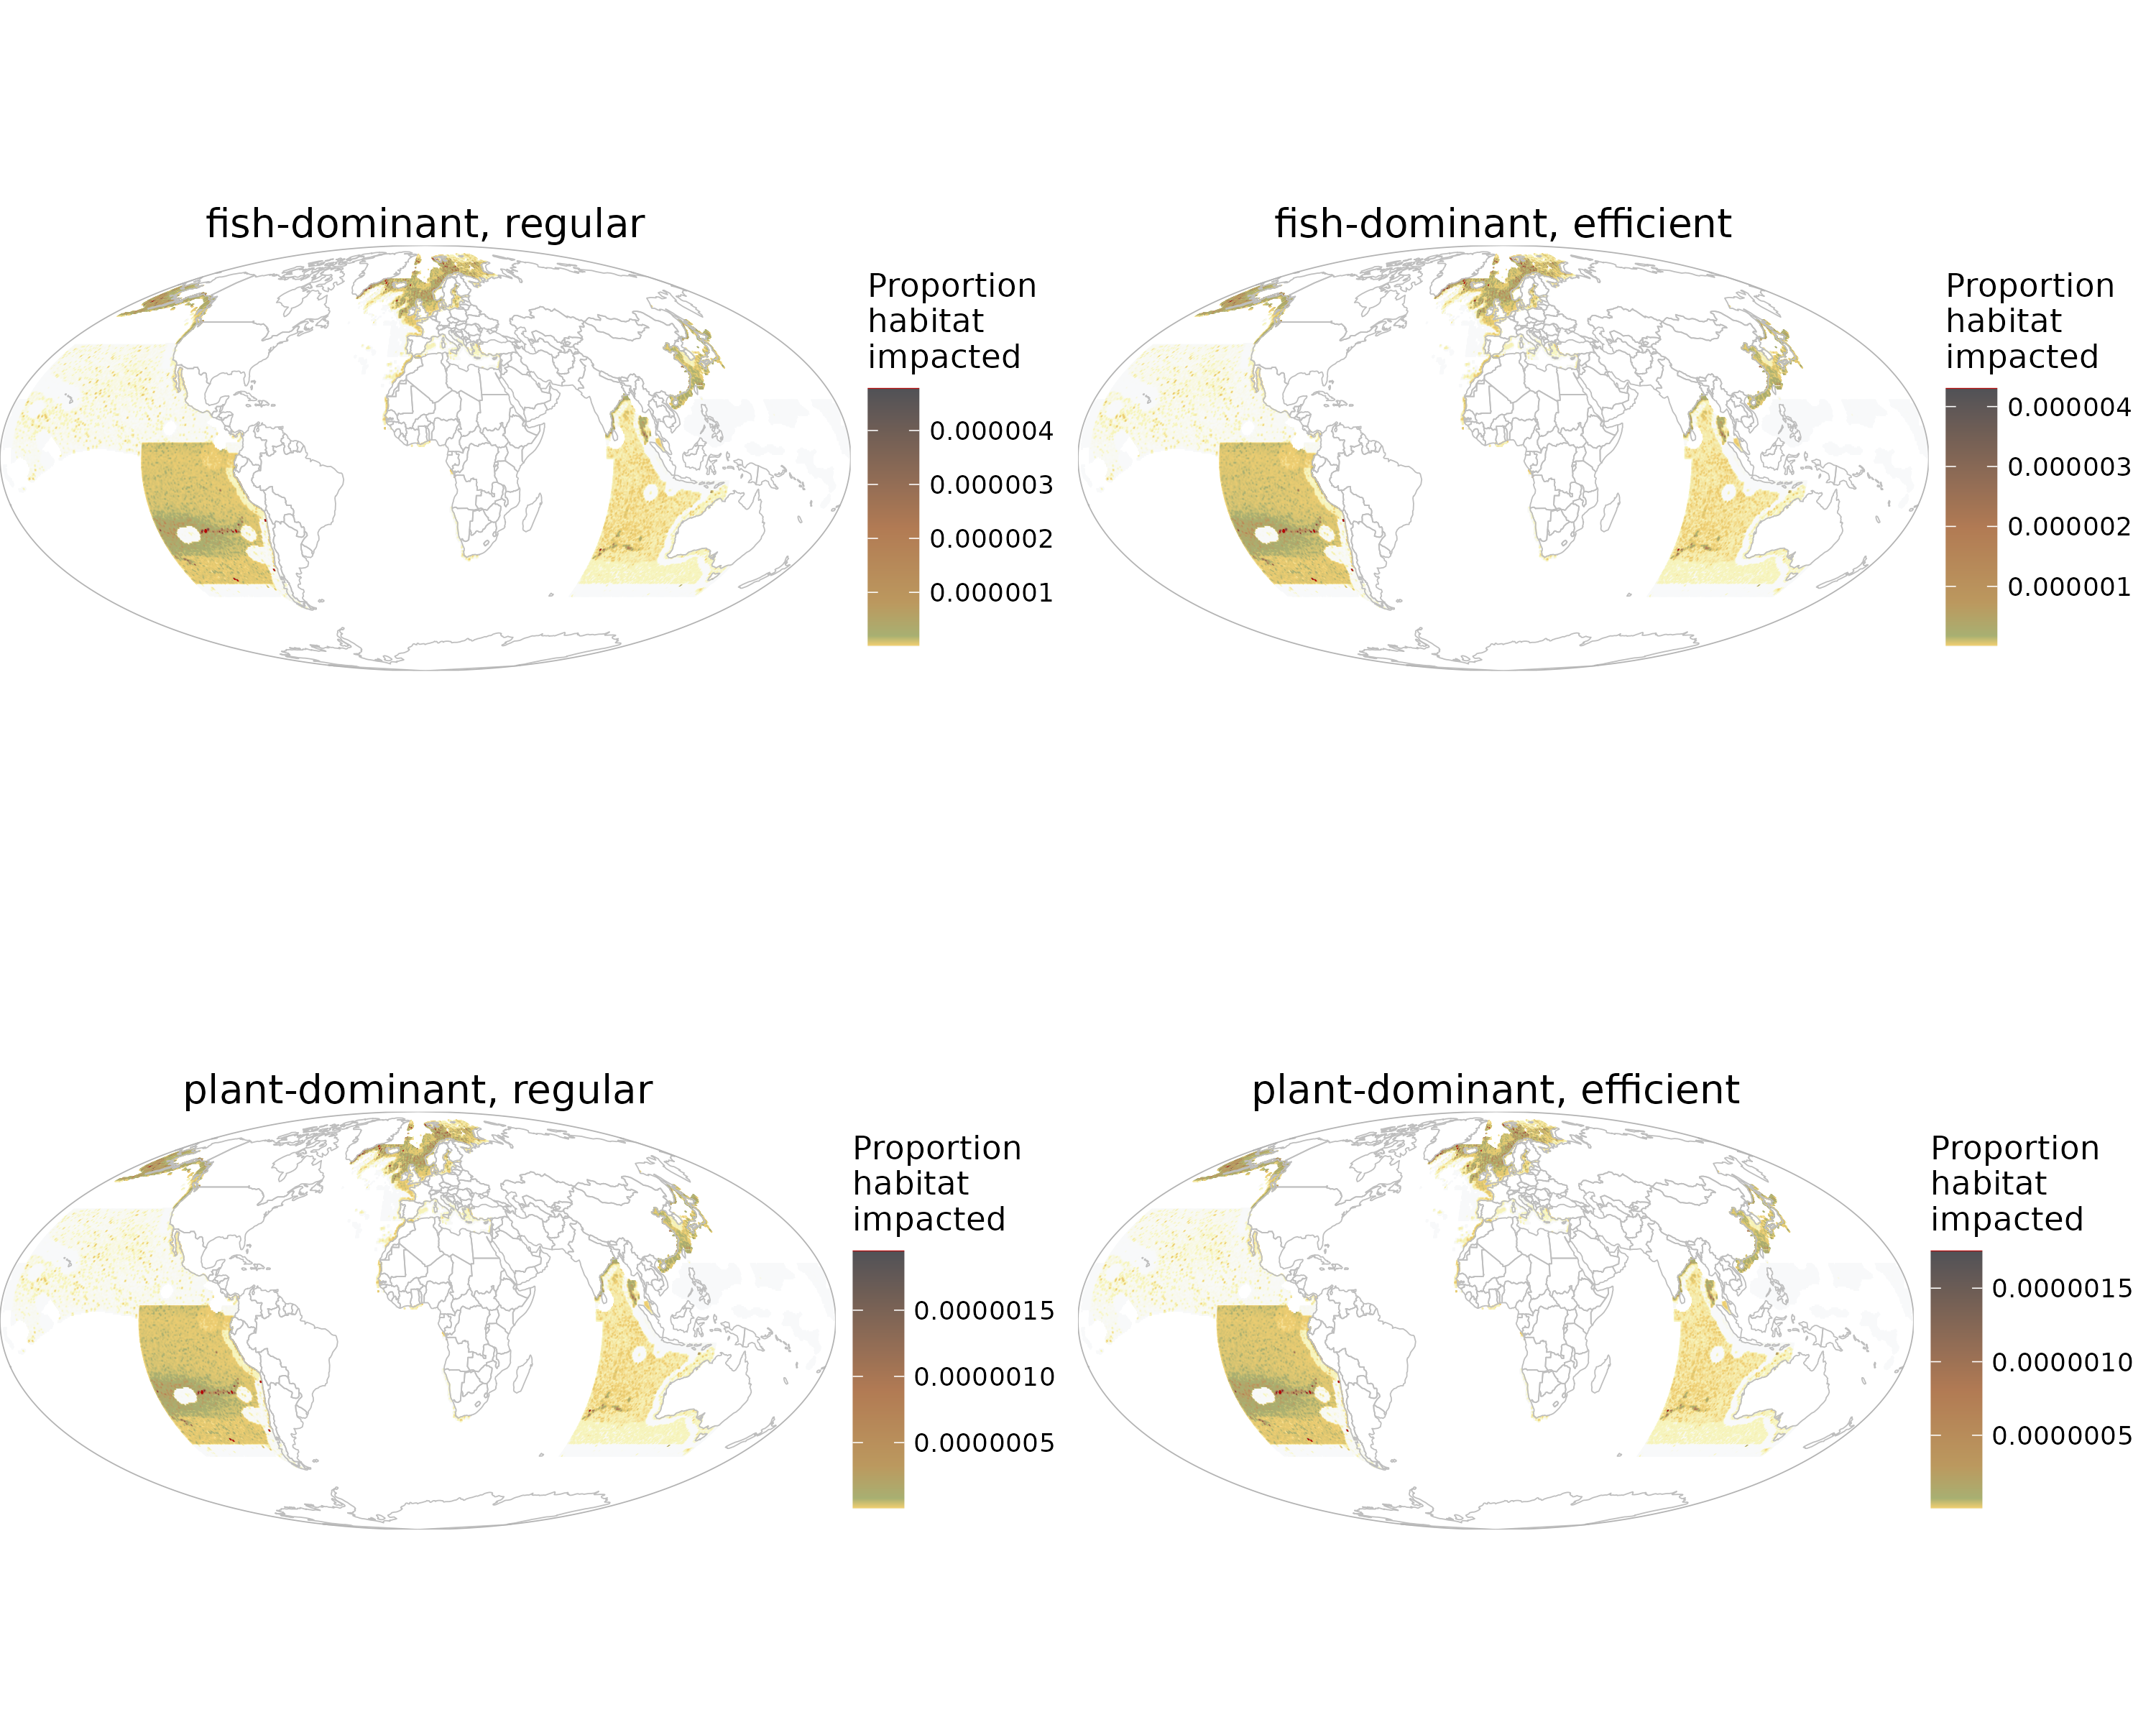 fish-dominant, regular
Proportion
habitat
impacted
0.000004
0.000003
0.000002
0.000001
fish-dominant, efficient
Proportion
habitat
impacted
0.000004
0.000003
0.000002
0.000001
plant-dominant, regular
Proportion
habitat
impacted
0.0000015
0.0000010
0.0000005
plant-dominant, efficient
Proportion
habitat
impacted
0.0000015
0.0000010
0.0000005